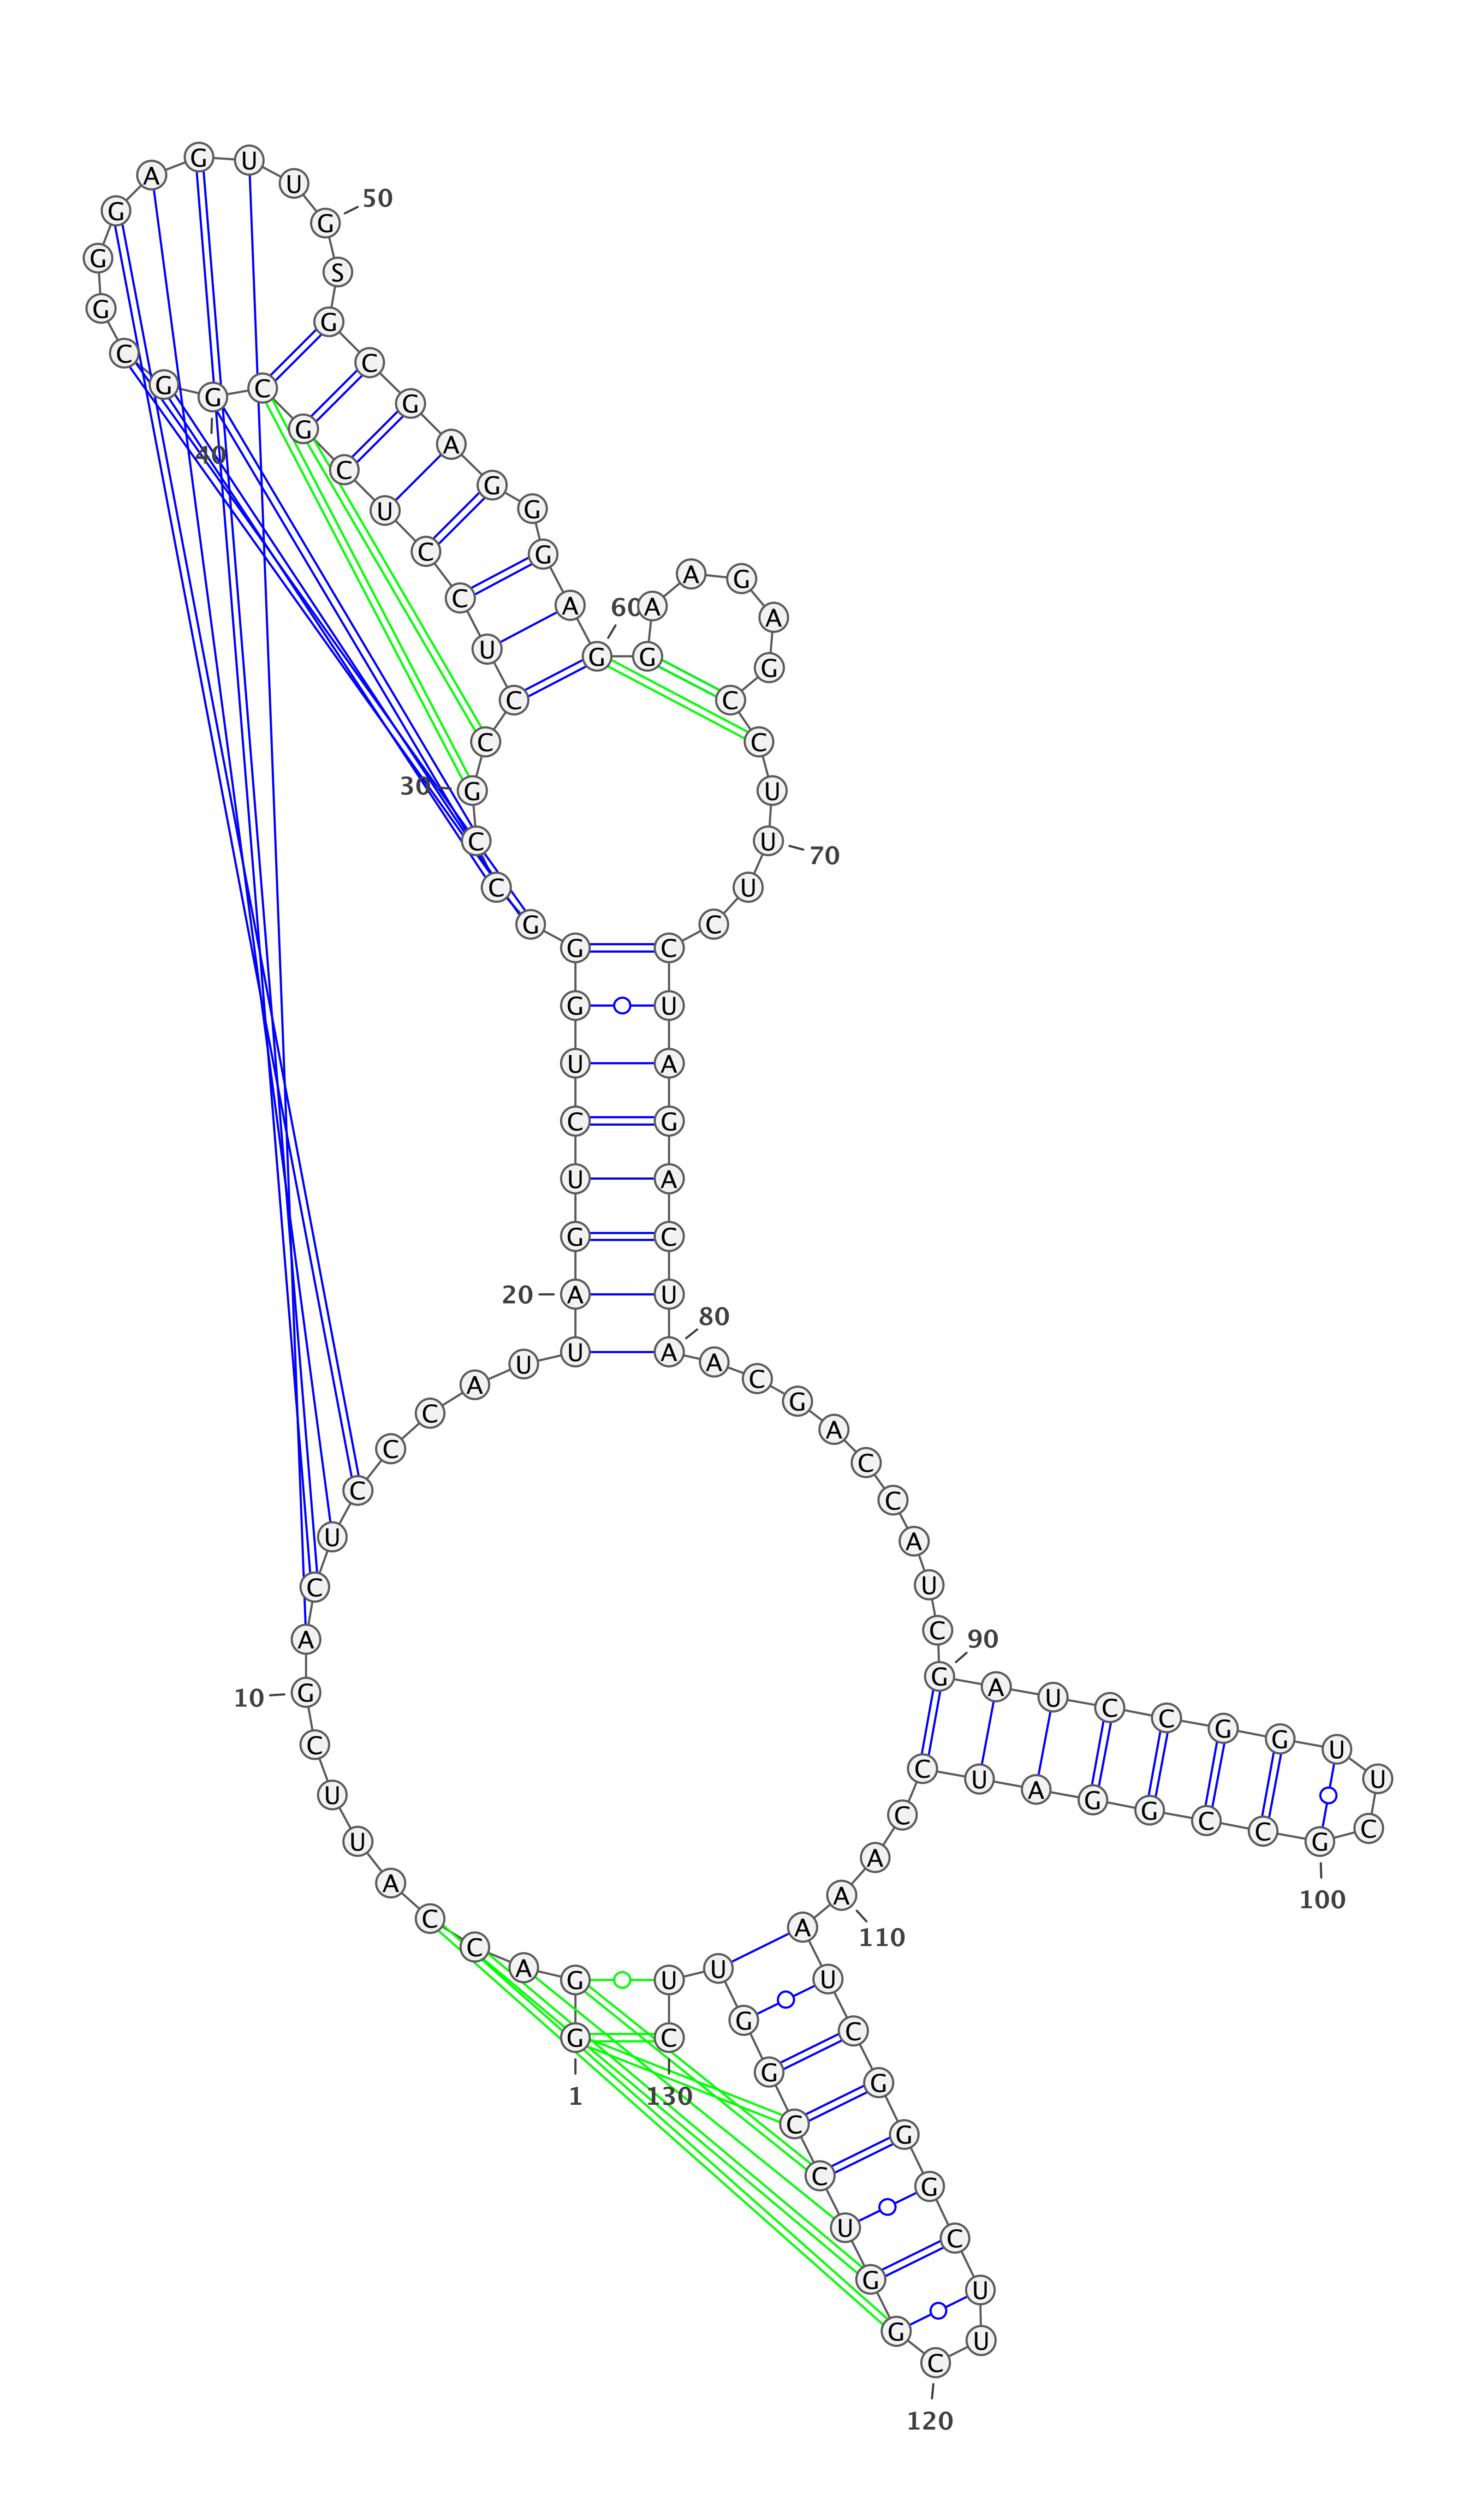 1
G G A C C A U U C G
10
A C U C C C A U U A
20
G U C U G G G C C G
30
C C U C C U C G C G
40
G C G G G A G U U G
50
S G C G A G G G A G
60
G A A G A G C C U U
70
U C C U A G A C U A
80
A C G A C C A U C G
90
A U C C G G U U C G
100
C C G G A U C C A A
110
A U C G G G C U U C
120
G G U C C G G U U C
130